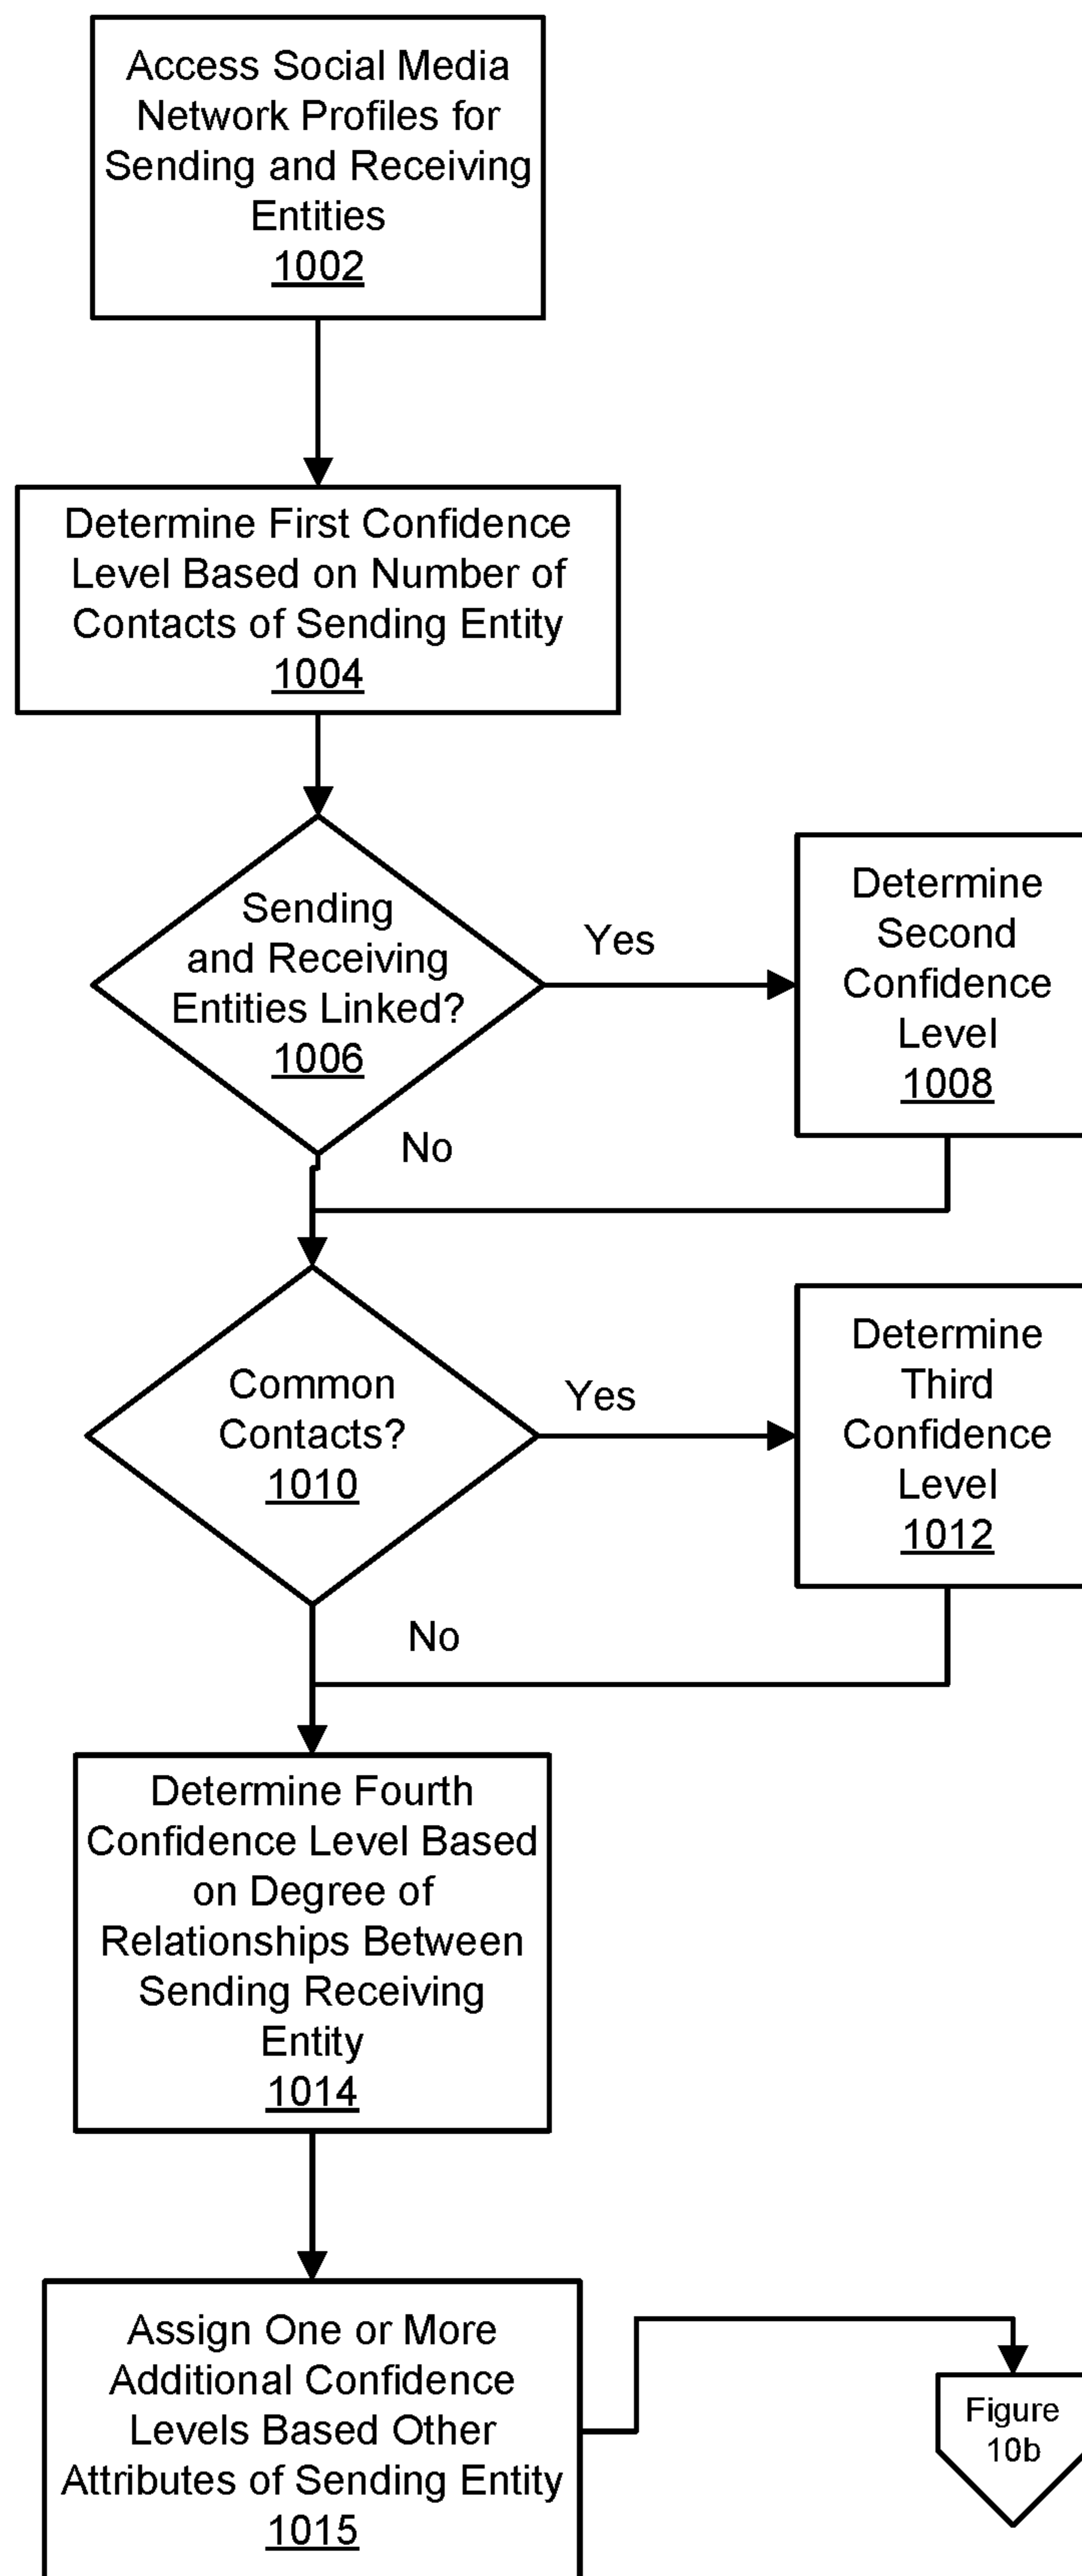 Access Social Media
Network Profiles for
Sending and Receiving
Entities
1002
Determine First Confidence
Level Based on Number of
Contacts of Sending Entity
1004
Sending
and Receiving
Entities Linked?
1006
Yes
Determine
Second
Confidence
Level
1008
No
Common
Contacts?
1010
Yes
Determine
Third
Confidence
Level
1012
No
Determine Fourth
Confidence Level Based
on Degree of
Relationships Between
Sending Receiving
Entity
1014
Assign One or More
Additional Confidence
Levels Based Other
Attributes of Sending Entity
1015
Figure
10b